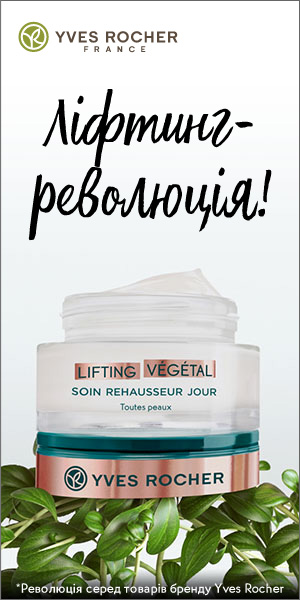 YVES ROCHER
FRANCE
Ліфтинг-
революція!
LIFTING VÉGÉTAL
SOIN REHAUSSEUR JOUR
Toutes peaux
YVES ROCHER
*Революція серед товарів бренду Yves Rocher